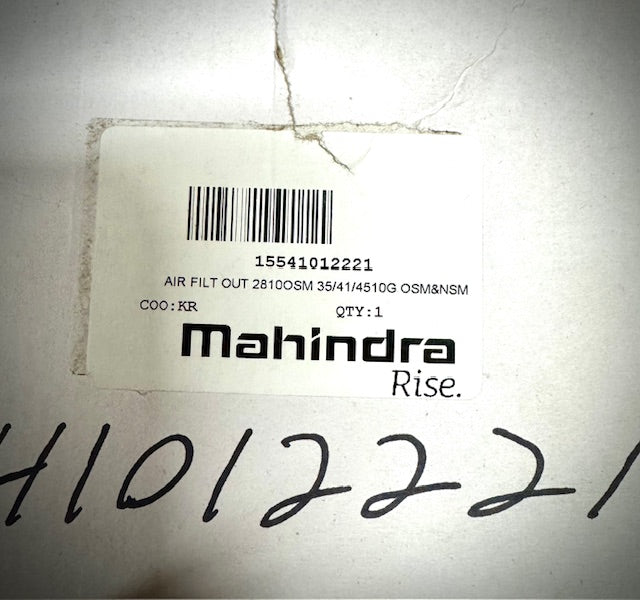 15541012221
AIR FILT OUT 2810OSM 35/41/4510G OSM&NSM
COO:KR QTY:1
Mahindra
Rise.
41012221